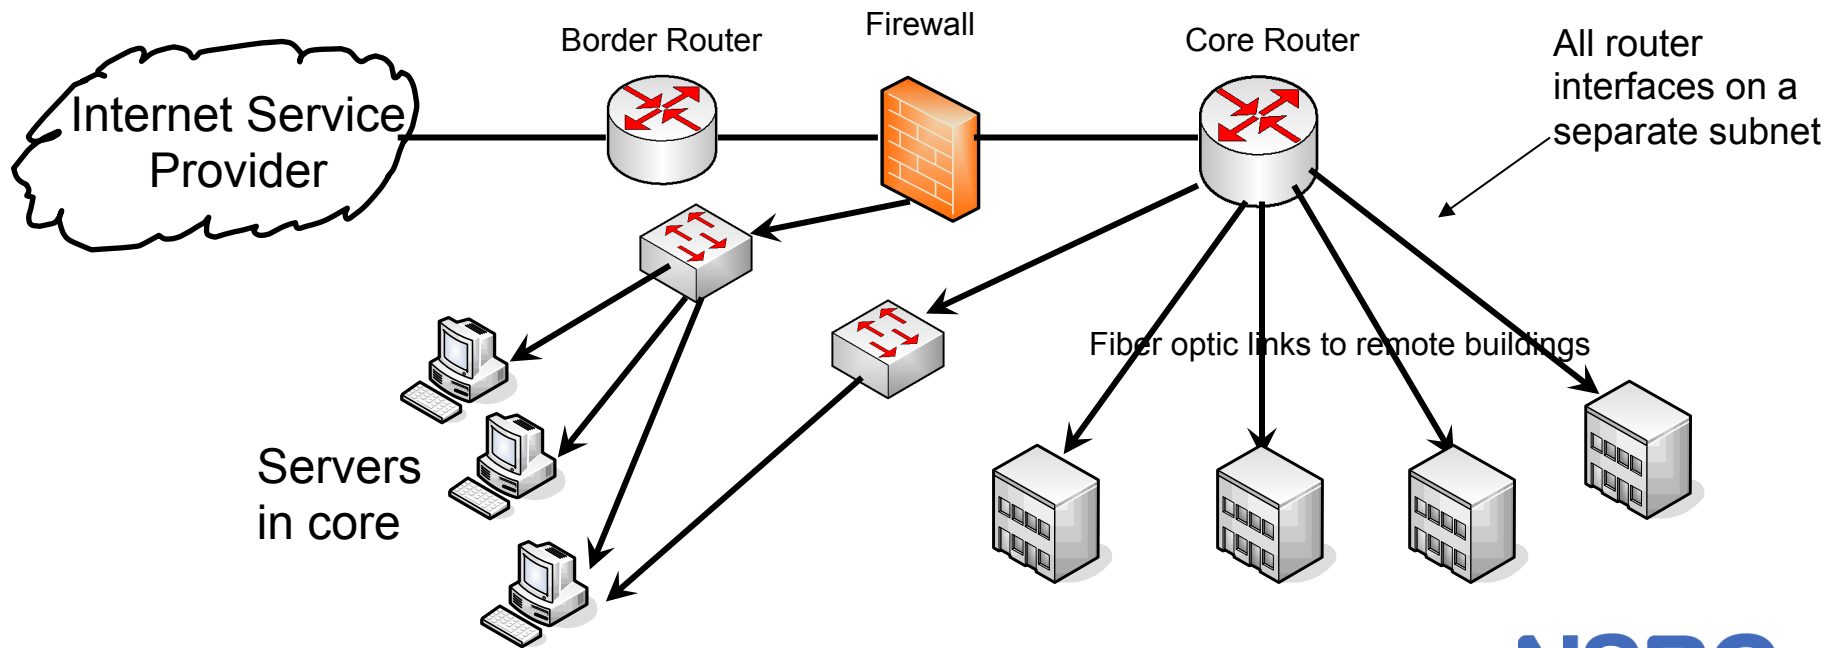 Firewall
Border Router
Core Router
All router
interfaces on a
separate subnet
Internet Service
Provider
Fiber optic links to remote buildings
Servers
in core